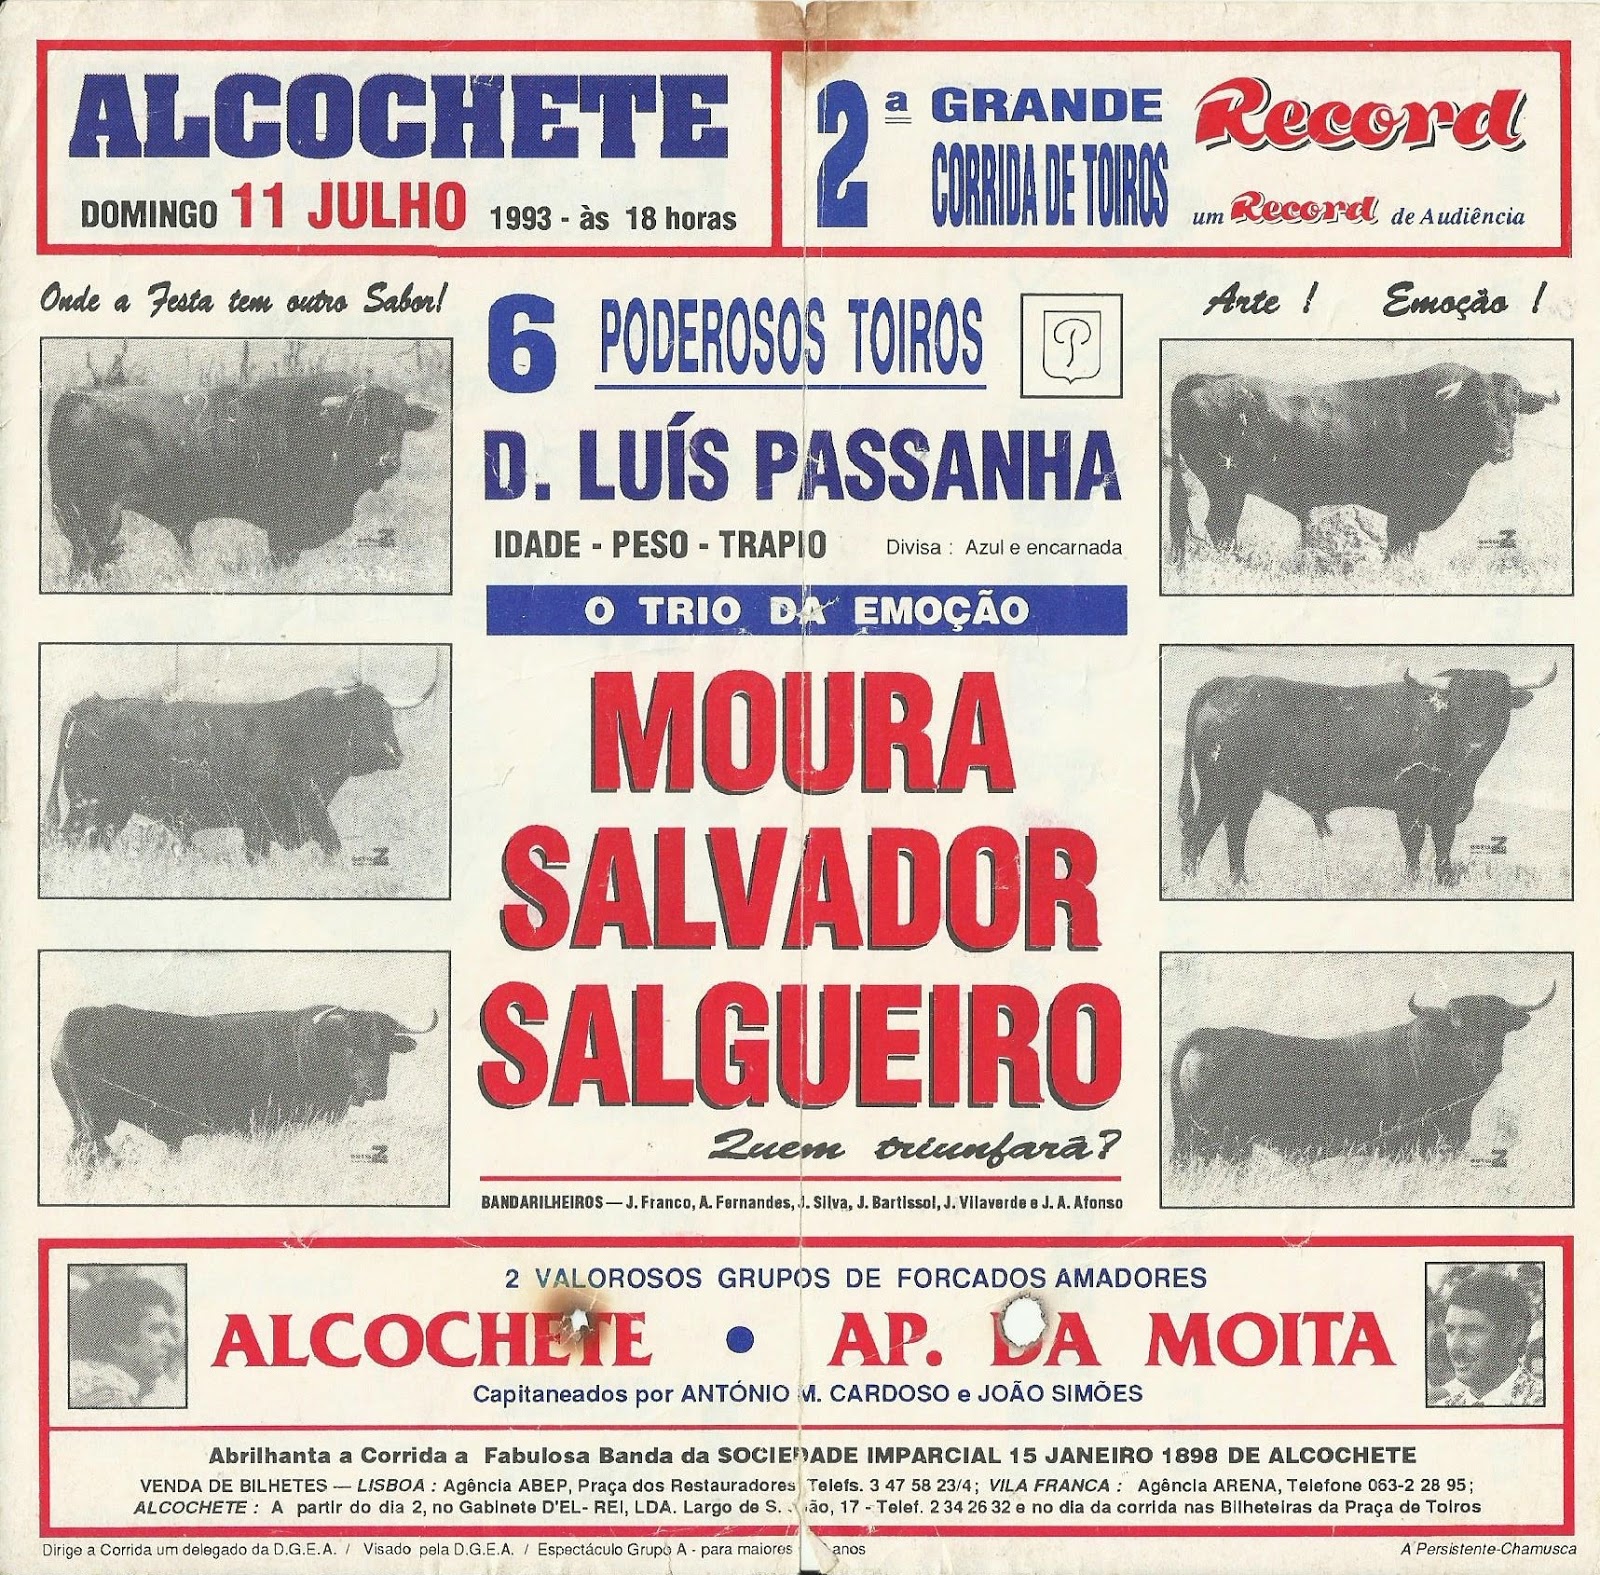 ALCOCHETE
DOMINGO 11 JULHO 1993 - às 18 horas
2ª GRANDE
CORRIDA DE TOIROS
Record
um Record de Audiência
Onde a Festa tem outro Sabor!
Arte ! Emoção !
6 PODEROSOS TOIROS
P
D. LUÍS PASSANHA
IDADE - PESO - TRAPIO
Divisa : Azul e encarnada
O TRIO DA EMOÇÃO
MOURA
SALVADOR
SALGUEIRO
Quem triunfará?
BANDARILHEIROS — J. Franco, A. Fernandes, J. Silva, J. Bartissol, J. Vilaverde e J. A. Afonso
2 VALOROSOS GRUPOS DE FORCADOS AMADORES
ALCOCHETE • AP. DA MOITA
Capitaneados por ANTÓNIO M. CARDOSO e JOÃO SIMÕES
Abrilhanta a Corrida a Fabulosa Banda da SOCIEDADE IMPARCIAL 15 JANEIRO 1898 DE ALCOCHETE
VENDA DE BILHETES — LISBOA : Agência ABEP, Praça dos Restauradores Telefs. 3 47 58 23/4; VILA FRANCA : Agência ARENA, Telefone 063-2 28 95;
ALCOCHETE : A partir do dia 2, no Gabinete D'EL- REI, LDA. Largo de S. 17 - Telef. 2 34 26 32 e no dia da corrida nas Bilheteiras da Praça de Toiros
Dirige a Corrida um delegado da D.G.E.A. / Visado pela D.G.E.A. / Espectáculo Grupo A - para maiores anos
A Persistente-Chamusca